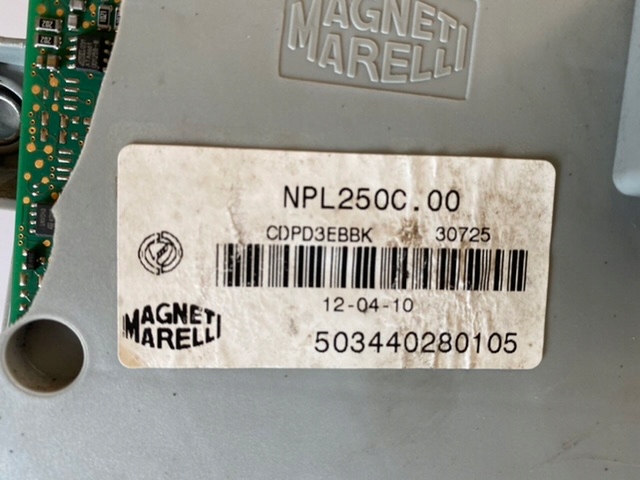 MAGNETI
MARELLI
NPL250C.00
CDPD3EBBK 30725
12-04-10
MAGNETI
MARELLI
503440280105